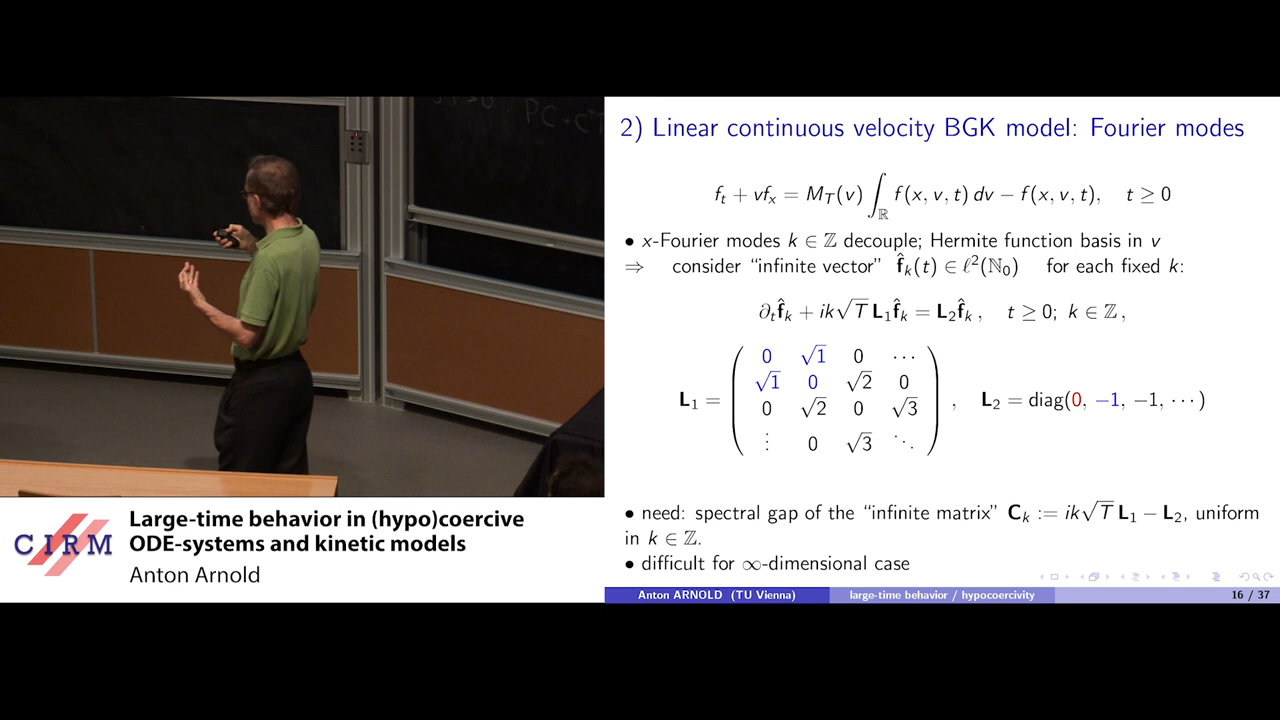 PC+CT
2) Linear continuous velocity BGK model: Fourier modes
f_t + vf_x = M_T(v) ∫_ℝ f(x, v, t) dv − f(x, v, t),   t ≥ 0
• x-Fourier modes k ∈ ℤ decouple; Hermite function basis in v
⇒ consider “infinite vector” f̂_k(t) ∈ ℓ²(ℕ₀) for each fixed k:
∂_t f̂_k + ik√T L₁f̂_k = L₂f̂_k ,   t ≥ 0; k ∈ ℤ ,
0 √1 0 ⋯
√1 0 √2 0
L₁ = , L₂ = diag(0, −1, −1, ⋯)
0 √2 0 √3
⋮ 0 √3 ⋱
• need: spectral gap of the “infinite matrix” C_k := ik√T L₁ − L₂, uniform
in k ∈ ℤ.
• difficult for ∞-dimensional case
Anton ARNOLD (TU Vienna) large-time behavior / hypocoercivity 16 / 37
CIRM
Large-time behavior in (hypo)coercive
ODE-systems and kinetic models
Anton Arnold